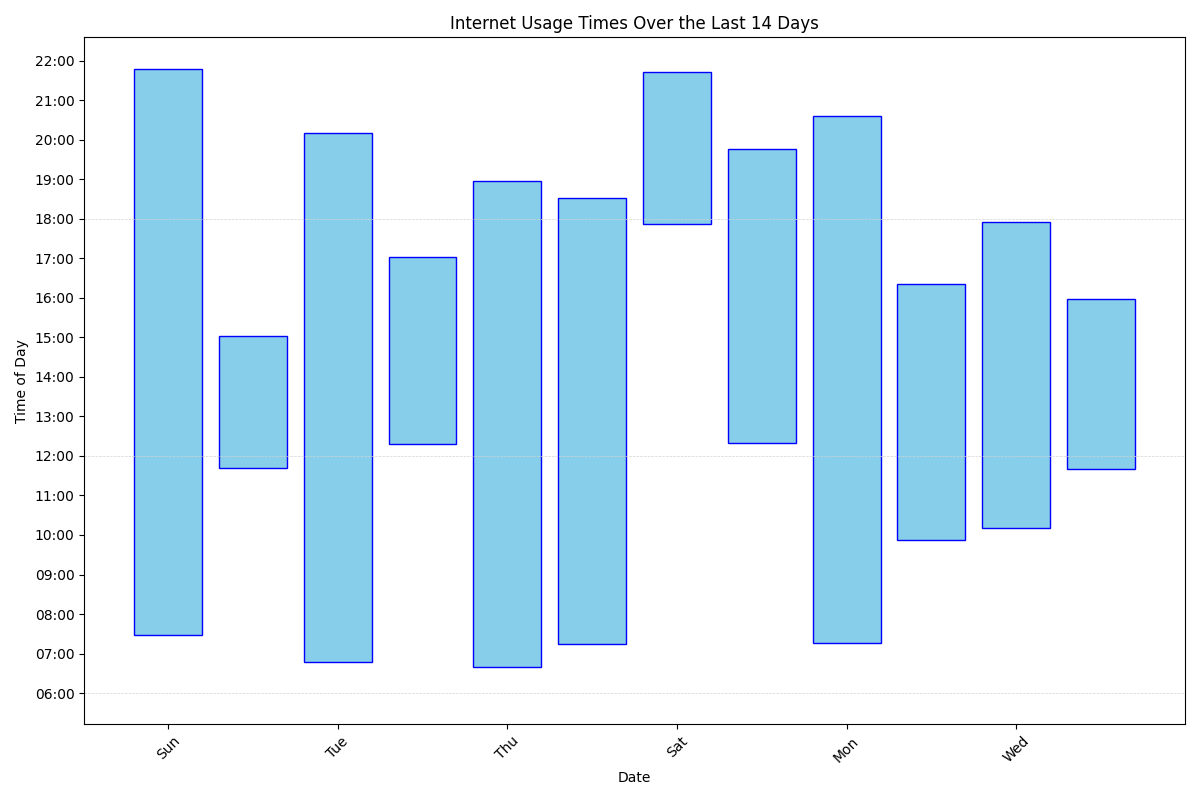 Internet Usage Times Over the Last 14 Days
22:00
21:00
20:00
19:00
18:00
17:00
16:00
15:00
14:00
13:00
12:00
11:00
10:00
09:00
08:00
07:00
06:00
Time of Day
Sun
Tue
Thu
Sat
Mon
Wed
Date